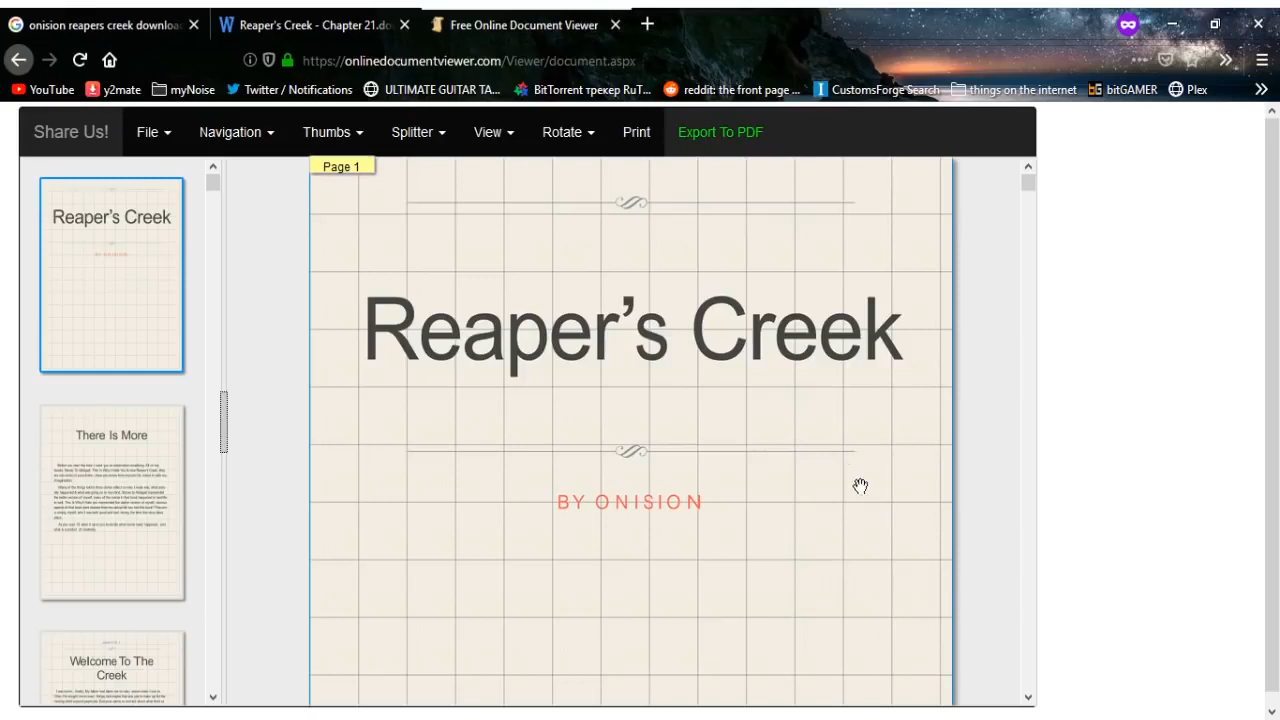 onision reapers creek downloa
Reaper's Creek - Chapter 21.do
Free Online Document Viewer
https://onlinedocumentviewer.com/Viewer/document.aspx
YouTube
y2mate
myNoise
Twitter / Notifications
ULTIMATE GUITAR TA...
BitTorrent трекер RuT...
reddit: the front page ...
CustomsForge Search
things on the internet
bitGAMER
Plex
Share Us!
File
Navigation
Thumbs
Splitter
View
Rotate
Print
Export To PDF
Page 1
Reaper's Creek
BY ONISION
There Is More
Welcome To The
Creek
Reaper’s Creek
BY ONISION